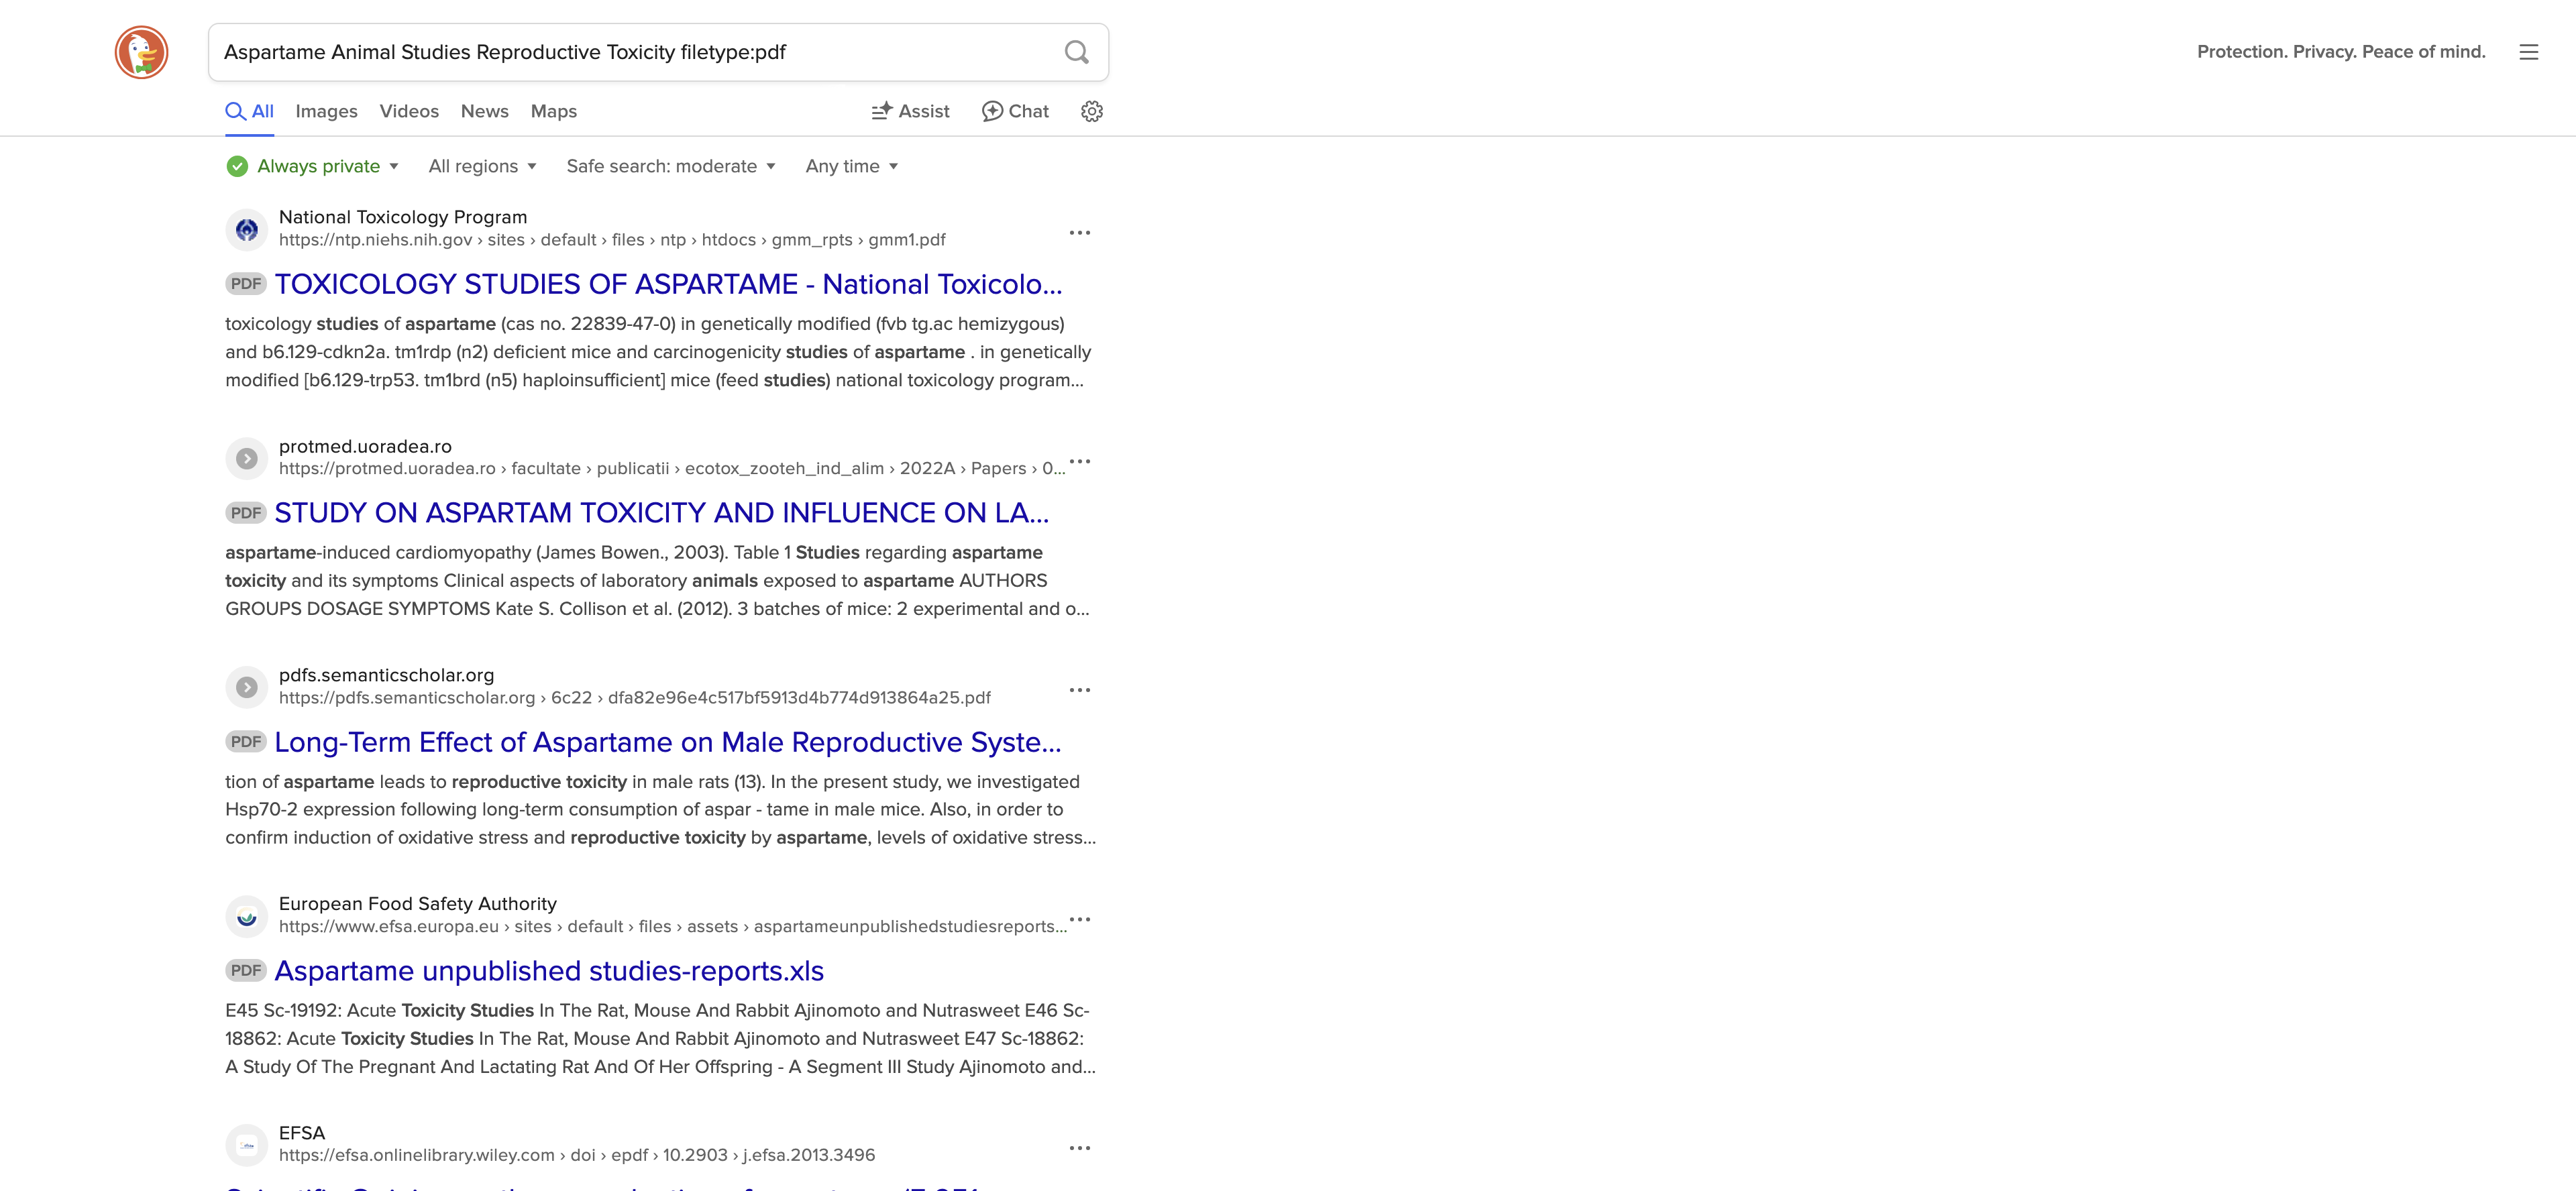 Aspartame Animal Studies Reproductive Toxicity filetype:pdf
Protection. Privacy. Peace of mind.
All Images Videos News Maps Assist Chat
Always private All regions Safe search: moderate Any time
National Toxicology Program
https://ntp.niehs.nih.gov › sites › default › files › ntp › htdocs › gmm_rpts › gmm1.pdf
PDF TOXICOLOGY STUDIES OF ASPARTAME - National Toxicolo...
toxicology studies of aspartame (cas no. 22839-47-0) in genetically modified (fvb tg.ac hemizygous)
and b6.129-cdkn2a. tm1rdp (n2) deficient mice and carcinogenicity studies of aspartame . in genetically
modified [b6.129-trp53. tm1brd (n5) haploinsufficient] mice (feed studies) national toxicology program...
protmed.uoradea.ro
https://protmed.uoradea.ro › facultate › publicatii › ecotox_zooteh_ind_alim › 2022A › Papers › 0...
PDF STUDY ON ASPARTAM TOXICITY AND INFLUENCE ON LA...
aspartame-induced cardiomyopathy (James Bowen., 2003). Table 1 Studies regarding aspartame
toxicity and its symptoms Clinical aspects of laboratory animals exposed to aspartame AUTHORS
GROUPS DOSAGE SYMPTOMS Kate S. Collison et al. (2012). 3 batches of mice: 2 experimental and o...
pdfs.semanticscholar.org
https://pdfs.semanticscholar.org › 6c22 › dfa82e96e4c517bf5913d4b774d913864a25.pdf
PDF Long-Term Effect of Aspartame on Male Reproductive Syste...
tion of aspartame leads to reproductive toxicity in male rats (13). In the present study, we investigated
Hsp70-2 expression following long-term consumption of aspar - tame in male mice. Also, in order to
confirm induction of oxidative stress and reproductive toxicity by aspartame, levels of oxidative stress...
European Food Safety Authority
https://www.efsa.europa.eu › sites › default › files › assets › aspartameunpublishedstudiesreports...
PDF Aspartame unpublished studies-reports.xls
E45 Sc-19192: Acute Toxicity Studies In The Rat, Mouse And Rabbit Ajinomoto and Nutrasweet E46 Sc-
18862: Acute Toxicity Studies In The Rat, Mouse And Rabbit Ajinomoto and Nutrasweet E47 Sc-18862:
A Study Of The Pregnant And Lactating Rat And Of Her Offspring - A Segment III Study Ajinomoto and...
EFSA
https://efsa.onlinelibrary.wiley.com › doi › epdf › 10.2903 › j.efsa.2013.3496